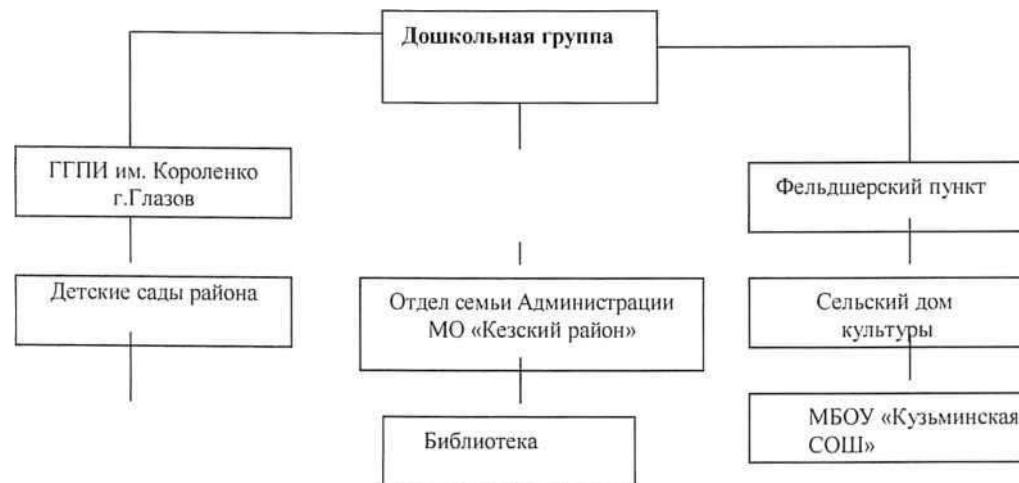 Дошкольная группа
ГГПИ им. Короленко
г.Глазов
Фельдшерский пункт
Детские сады района
Отдел семьи Администрации
МО «Кезский район»
Сельский дом
культуры
Библиотека
МБОУ «Кузьминская
СОШ»